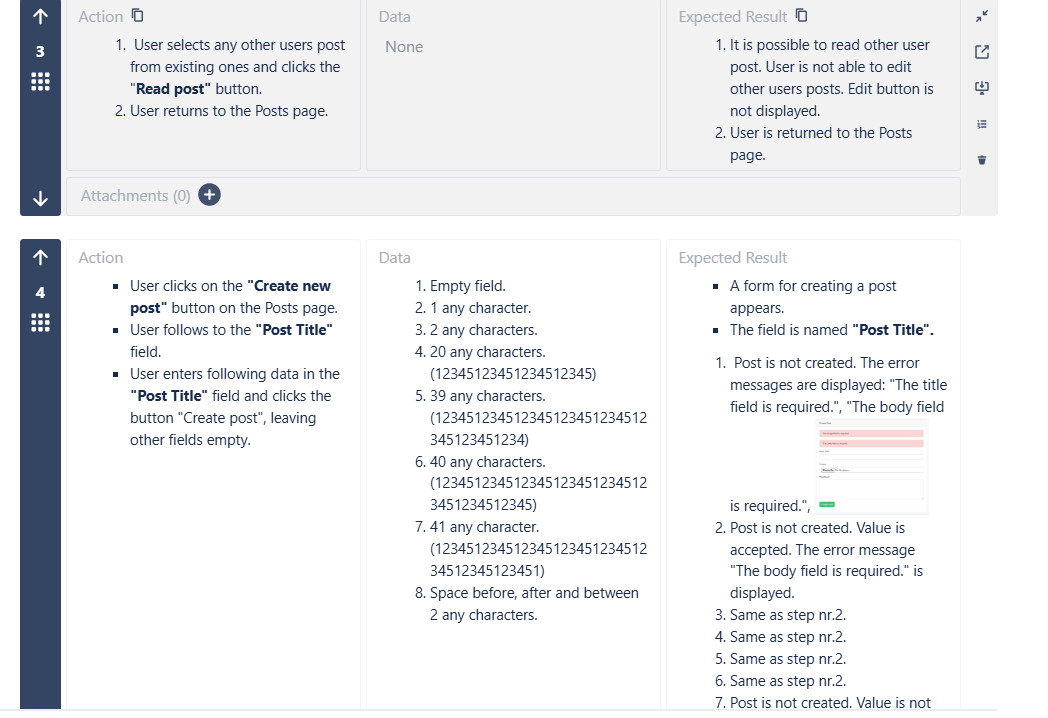 Action
Data
Expected Result
3
1. User selects any other users post
from existing ones and clicks the
"Read post" button.
2. User returns to the Posts page.
None
1. It is possible to read other user
post. User is not able to edit
other users posts. Edit button is
not displayed.
2. User is returned to the Posts
page.
Attachments (0)
Action
Data
Expected Result
4
User clicks on the "Create new
post" button on the Posts page.
User follows to the "Post Title"
field.
User enters following data in the
"Post Title" field and clicks the
button "Create post", leaving
other fields empty.
1. Empty field.
2. 1 any character.
3. 2 any characters.
4. 20 any characters.
(12345123451234512345)
5. 39 any characters.
(123451234512345123451234512
345123451234)
6. 40 any characters.
(123451234512345123451234512
3451234512345)
7. 41 any character.
(123451234512345123451234512
34512345123451)
8. Space before, after and between
2 any characters.
A form for creating a post
appears.
The field is named "Post Title".
1. Post is not created. The error
messages are displayed: "The title
field is required.", "The body field
is required.",
2. Post is not created. Value is
accepted. The error message
"The body field is required." is
displayed.
3. Same as step nr.2.
4. Same as step nr.2.
5. Same as step nr.2.
6. Same as step nr.2.
7. Post is not created. Value is not